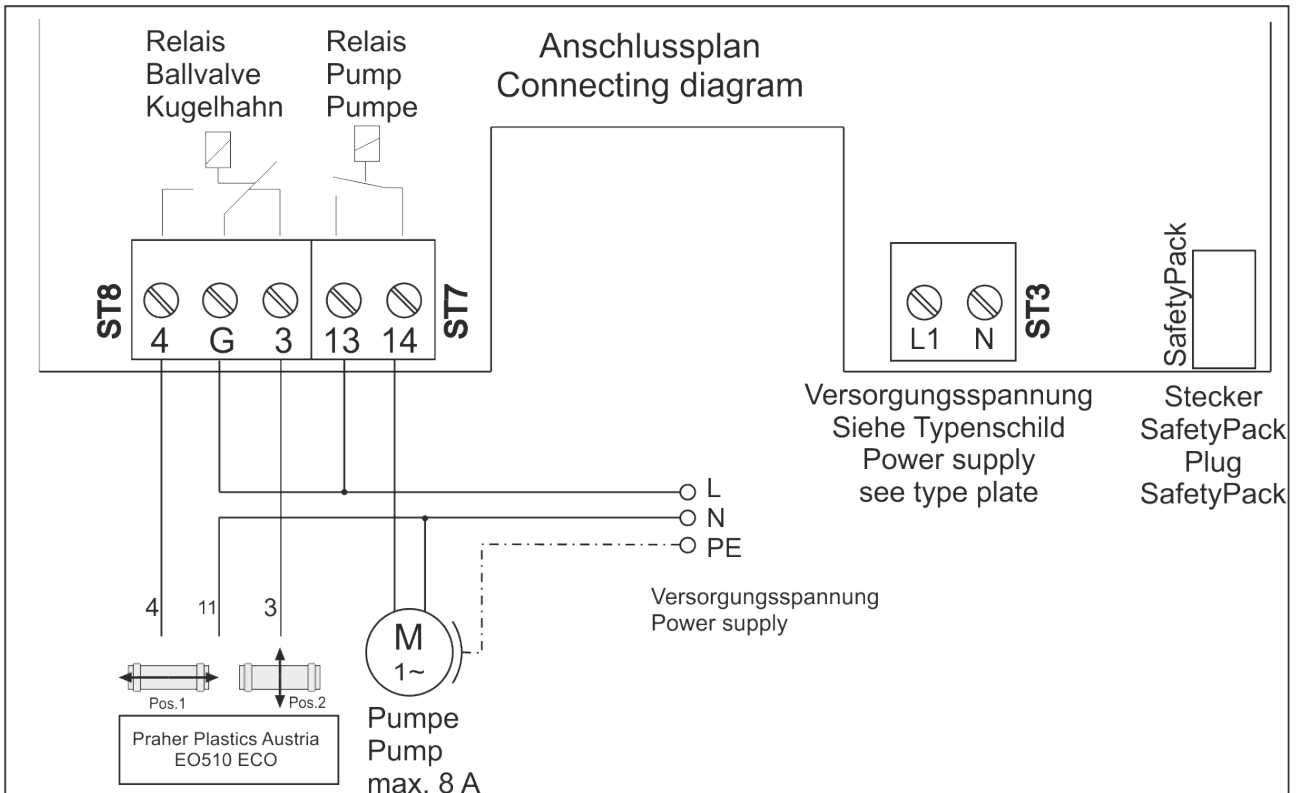 Relais
Ballvalve
Kugelhahn
Relais
Pump
Pumpe
Anschlussplan
Connecting diagram
ST8
4 G 3 13 14
ST7
L1 N
ST3
SafetyPack
Versorgungsspannung
Siehe Typenschild
Power supply
see type plate
Stecker
SafetyPack
Plug
SafetyPack
L
N
PE
Versorgungsspannung
Power supply
4 11 3
M
1~
Pos.1
Pos.2
Praher Plastics Austria
EO510 ECO
Pumpe
Pump
max. 8 A